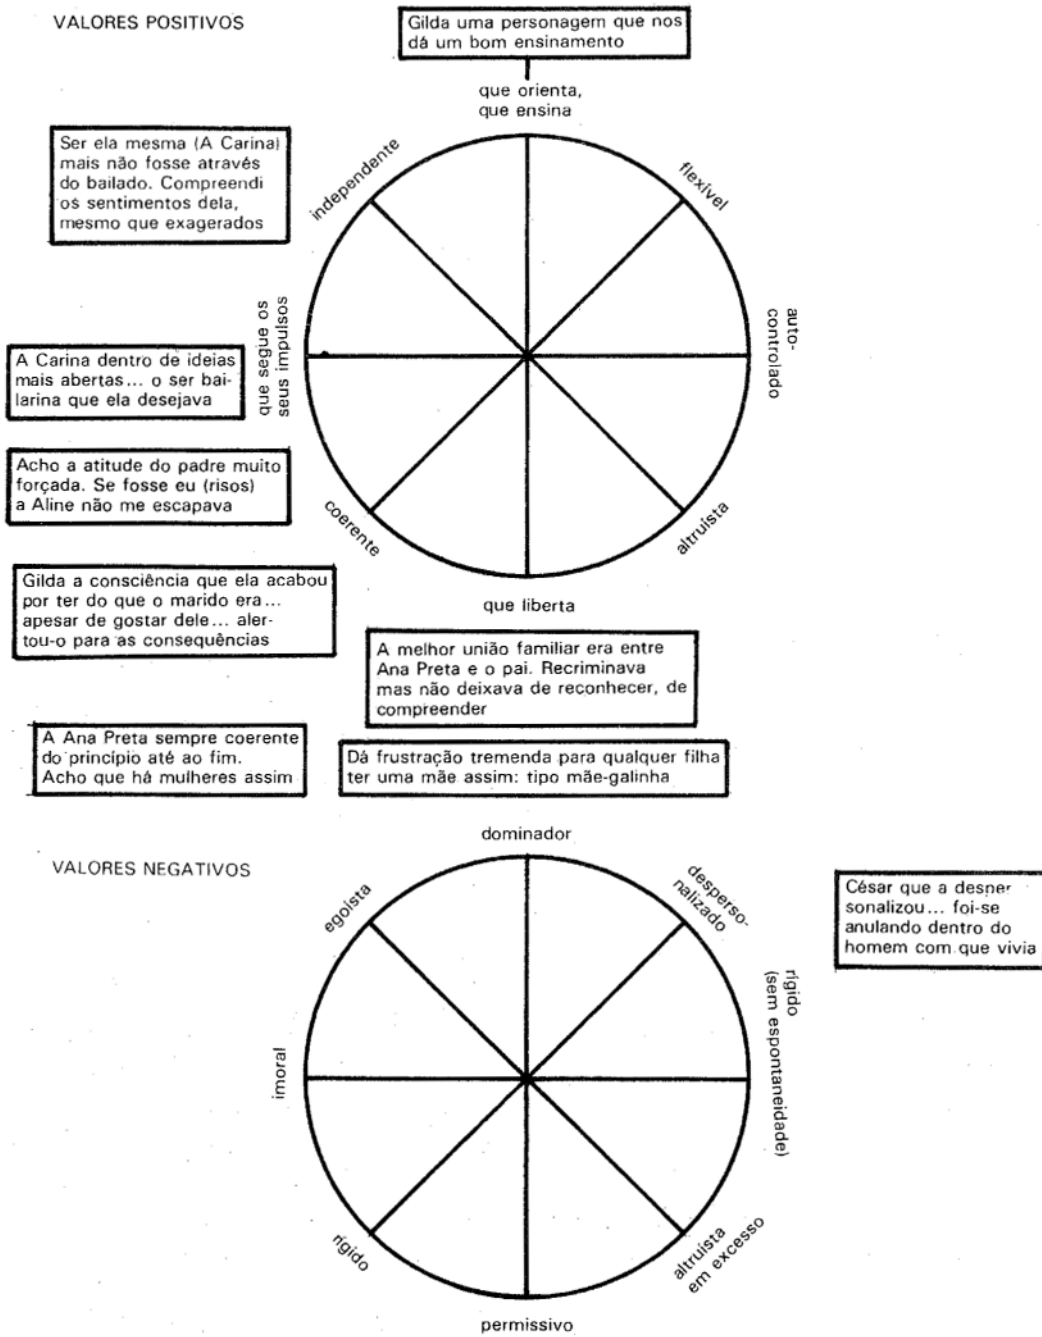 VALORES POSITIVOS
Gilda uma personagem que nos
dá um bom ensinamento
que orienta,
que ensina
Ser ela mesma (A Carina)
mais não fosse através
do bailado. Compreendi
os sentimentos dela,
mesmo que exagerados
independente
flexível
que segue os
seus impulsos
auto-
controlado
A Carina dentro de ideias
mais abertas... o ser bai-
larina que ela desejava
Acho a atitude do padre muito
forçada. Se fosse eu (risos)
a Aline não me escapava
coerente
altruísta
Gilda a consciência que ela acabou
por ter do que o marido era...
apesar de gostar dele... aler-
tou-o para as consequências
que liberta
A melhor união familiar era entre
Ana Preta e o pai. Recriminava
mas não deixava de reconhecer, de
compreender
A Ana Preta sempre coerente
do princípio até ao fim.
Acho que há mulheres assim
Dá frustração tremenda para qualquer filha
ter uma mãe assim: tipo mãe-galinha
VALORES NEGATIVOS
dominador
egoísta
desperso-
nalizado
César que a desper
sonalizou... foi-se
anulando dentro do
homem com que vivia
imoral
rígido
(sem espontaneidade)
rígido
altruísta
em excesso
permissivo